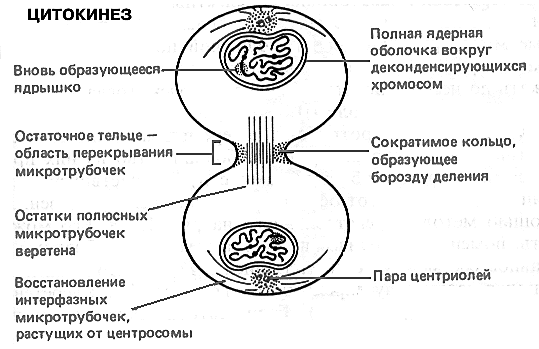 ЦИТОКИНЕЗ
Вновь образующееся
ядрышко
Остаточное тельце —
область перекрывания
микротрубочек
Остатки полюсных
микротрубочек
веретена
Восстановление
интерфазных
микротрубочек,
растущих от центросомы
Полная ядерная
оболочка вокруг
деконденсирующихся
хромосом
Сократимое кольцо,
образующее
борозду деления
Пара центриолей